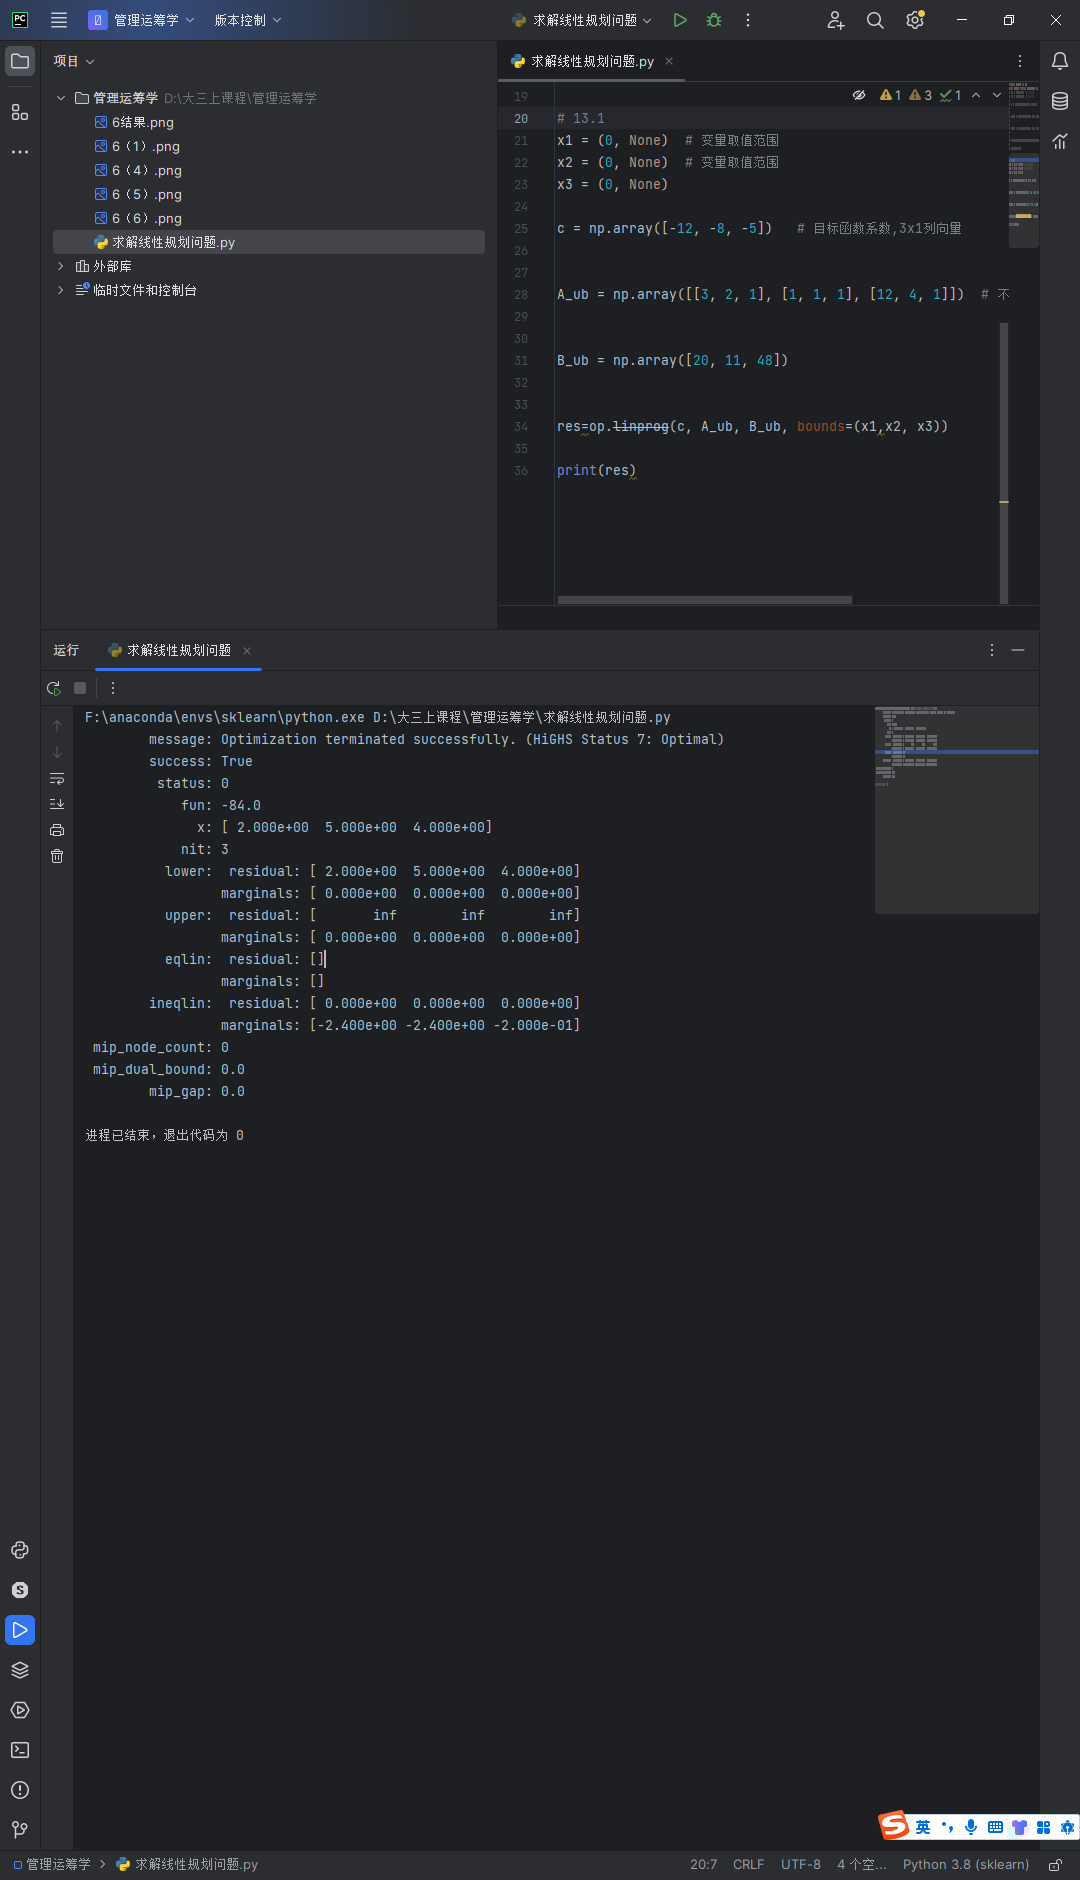 PC 管理运筹学 版本控制 求解线性规划问题
项目
管理运筹学 D:\大三上课程\管理运筹学
6结果.png
6（1）.png
6（4）.png
6（5）.png
6（6）.png
求解线性规划问题.py
外部库
临时文件和控制台
求解线性规划问题.py
1 3 1
19
20 # 13.1
21 x1 = (0, None)  # 变量取值范围
22 x2 = (0, None)  # 变量取值范围
23 x3 = (0, None)
24
25 c = np.array([-12, -8, -5])   # 目标函数系数,3x1列向量
26
27
28 A_ub = np.array([[3, 2, 1], [1, 1, 1], [12, 4, 1]])  # 不
29
30
31 B_ub = np.array([20, 11, 48])
32
33
34 res=op.linprog(c, A_ub, B_ub, bounds=(x1,x2, x3))
35
36 print(res)
运行 求解线性规划问题
F:\anaconda\envs\sklearn\python.exe D:\大三上课程\管理运筹学\求解线性规划问题.py
message: Optimization terminated successfully. (HiGHS Status 7: Optimal)
success: True
status: 0
fun: -84.0
x: [ 2.000e+00  5.000e+00  4.000e+00]
nit: 3
lower:  residual: [ 2.000e+00  5.000e+00  4.000e+00]
marginals: [ 0.000e+00  0.000e+00  0.000e+00]
upper:  residual: [       inf        inf        inf]
marginals: [ 0.000e+00  0.000e+00  0.000e+00]
eqlin:  residual: []
marginals: []
ineqlin:  residual: [ 0.000e+00  0.000e+00  0.000e+00]
marginals: [-2.400e+00 -2.400e+00 -2.000e-01]
mip_node_count: 0
mip_dual_bound: 0.0
mip_gap: 0.0
进程已结束，退出代码为 0
S 英
管理运筹学 求解线性规划问题.py 20:7 CRLF UTF-8 4 个空... Python 3.8 (sklearn)